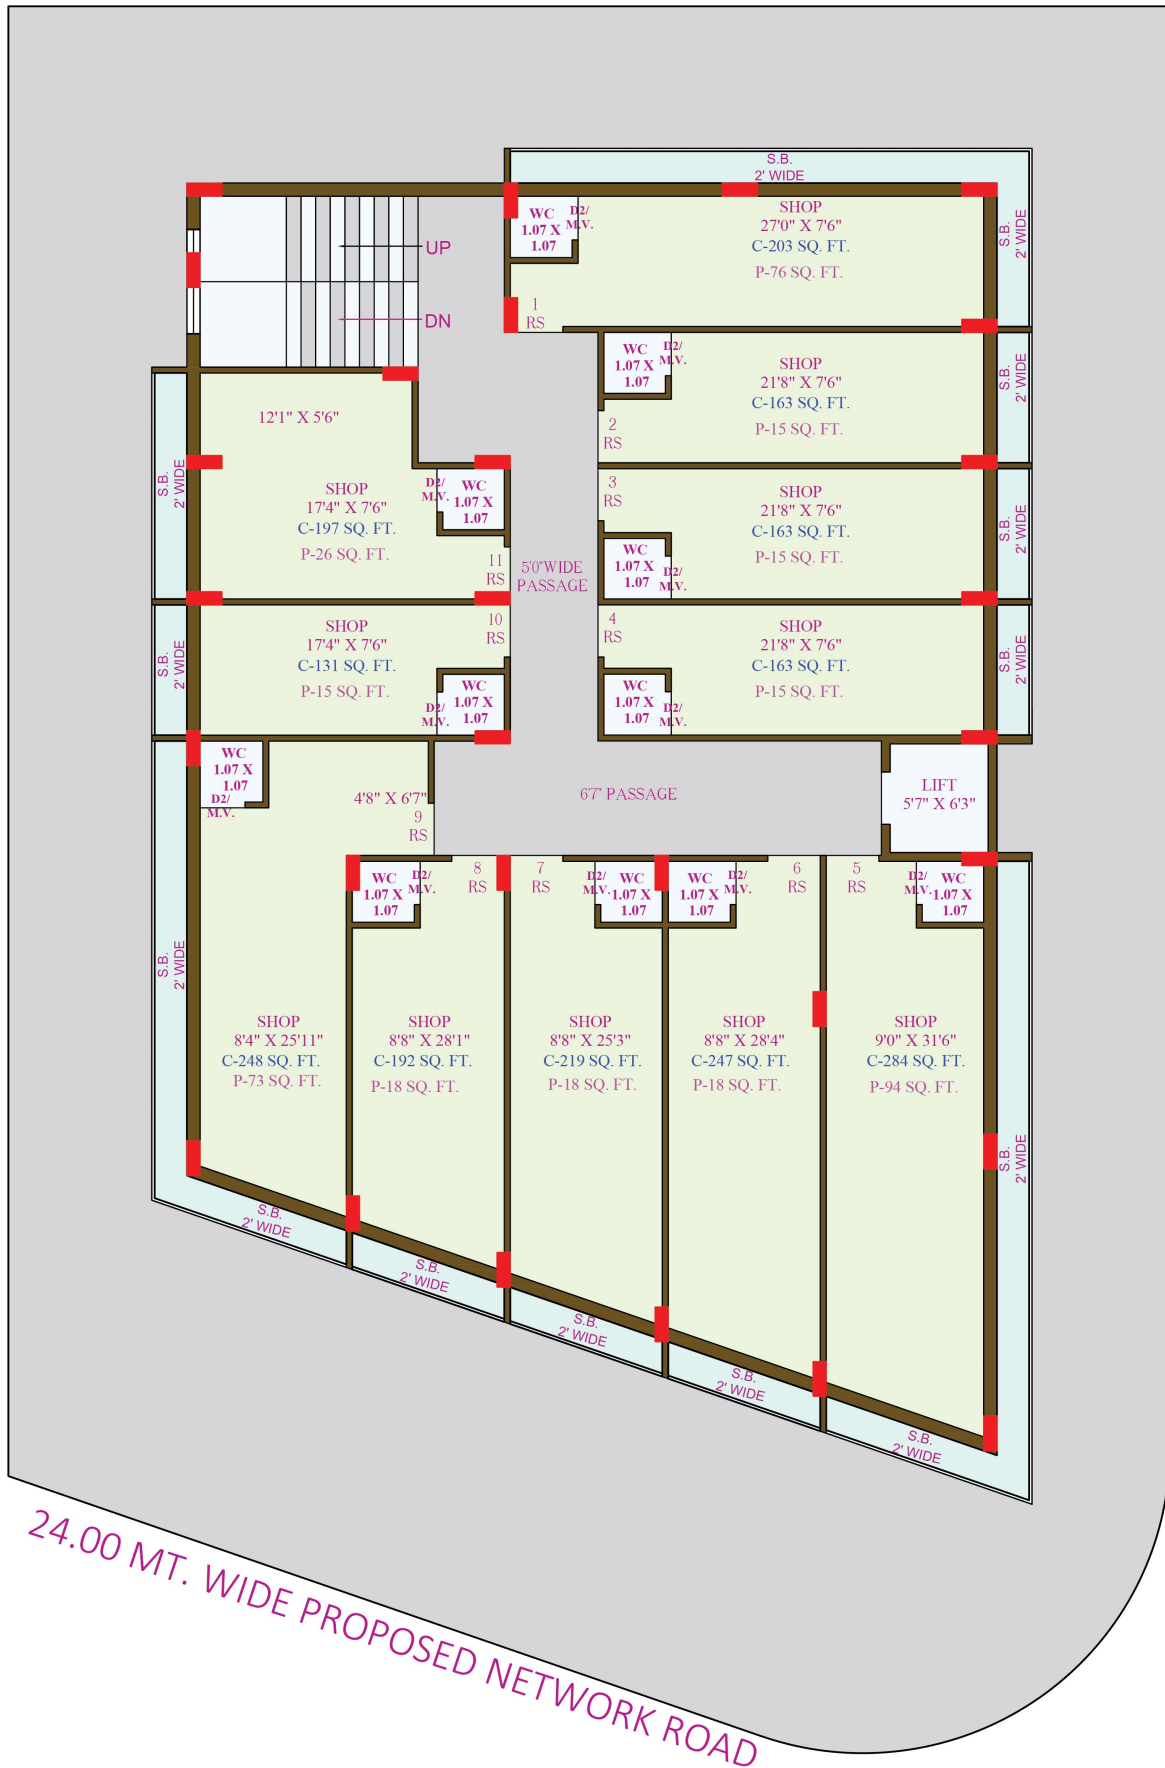 S.B.
2' WIDE
WC
1.07 X
1.07
D2/
M.V.
SHOP
27'0" X 7'6"
C-203 SQ. FT.
P-76 SQ. FT.
S.B.
2' WIDE
1
RS
UP
DN
WC
1.07 X
1.07
D2/
M.V.
SHOP
21'8" X 7'6"
C-163 SQ. FT.
P-15 SQ. FT.
S.B.
2' WIDE
2
RS
12'1" X 5'6"
SHOP
17'4" X 7'6"
C-197 SQ. FT.
P-26 SQ. FT.
S.B.
2' WIDE
D2/
M.V.
WC
1.07 X
1.07
11
RS
5'0"WIDE
PASSAGE
3
RS
WC
1.07 X
1.07
D2/
M.V.
SHOP
21'8" X 7'6"
C-163 SQ. FT.
P-15 SQ. FT.
S.B.
2' WIDE
S.B.
2' WIDE
SHOP
17'4" X 7'6"
C-131 SQ. FT.
P-15 SQ. FT.
10
RS
D2/
M.V.
WC
1.07 X
1.07
4
RS
WC
1.07 X
1.07
D2/
M.V.
SHOP
21'8" X 7'6"
C-163 SQ. FT.
P-15 SQ. FT.
S.B.
2' WIDE
WC
1.07 X
1.07
D2/
M.V.
4'8" X 6'7"
9
RS
6'7" PASSAGE
LIFT
5'7" X 6'3"
WC
1.07 X
1.07
D2/
M.V.
8
RS
7
RS
D2/
M.V.
WC
1.07 X
1.07
WC
1.07 X
1.07
D2/
M.V.
6
RS
5
RS
D2/
M.V.
WC
1.07 X
1.07
S.B.
2' WIDE
SHOP
8'4" X 25'11"
C-248 SQ. FT.
P-73 SQ. FT.
SHOP
8'8" X 28'1"
C-192 SQ. FT.
P-18 SQ. FT.
SHOP
8'8" X 25'3"
C-219 SQ. FT.
P-18 SQ. FT.
SHOP
8'8" X 28'4"
C-247 SQ. FT.
P-18 SQ. FT.
SHOP
9'0" X 31'6"
C-284 SQ. FT.
P-94 SQ. FT.
S.B.
2' WIDE
S.B.
2' WIDE
S.B.
2' WIDE
S.B.
2' WIDE
S.B.
2' WIDE
S.B.
2' WIDE
24.00 MT. WIDE PROPOSED NETWORK ROAD